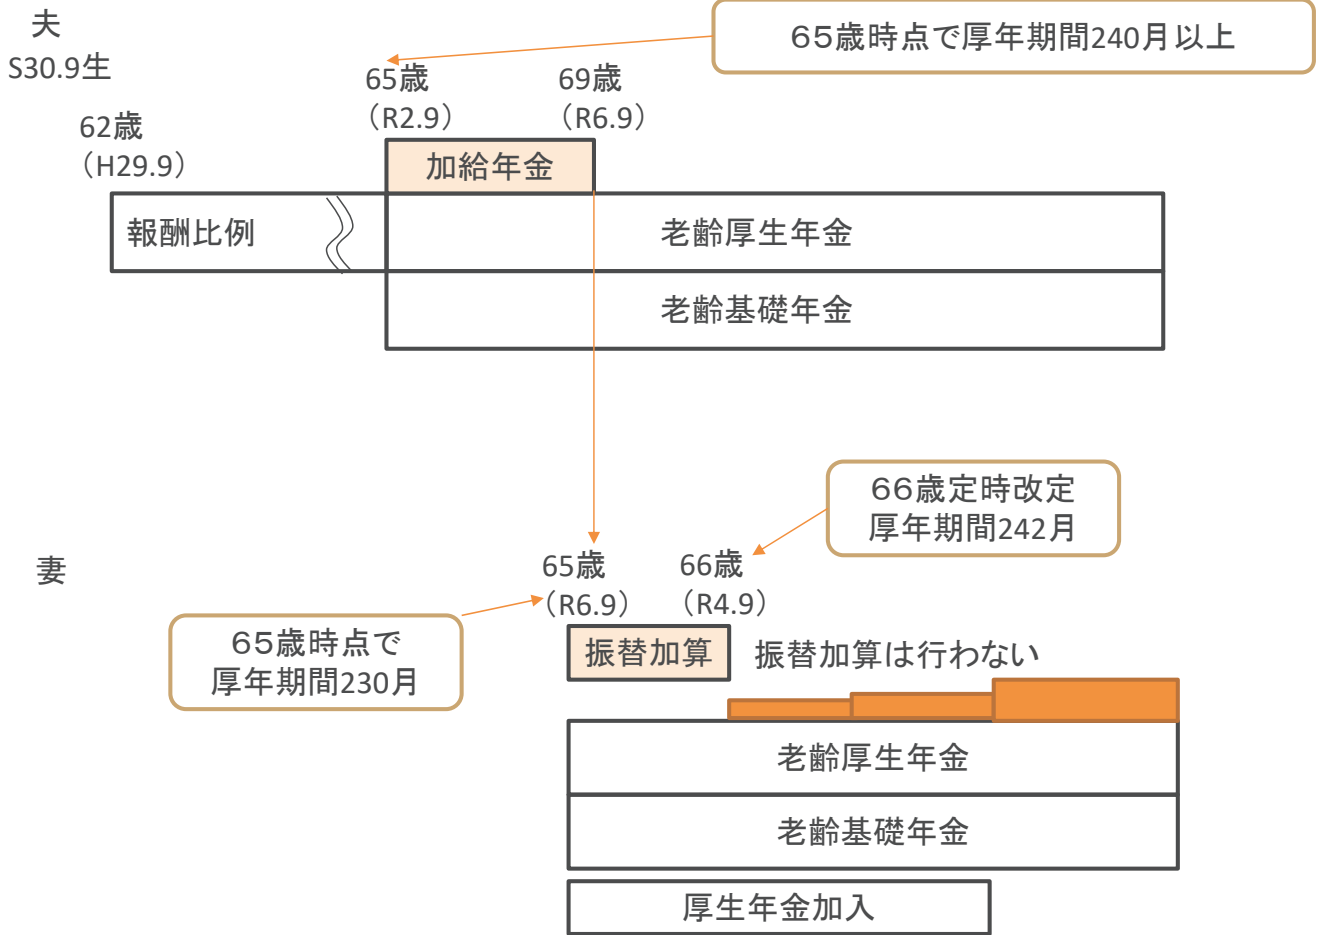 夫
S30.9生
65歳時点で厚年期間240月以上
62歳
（H29.9）
65歳
（R2.9）
69歳
（R6.9）
加給年金
報酬比例
老齢厚生年金
老齢基礎年金
66歳定時改定
厚年期間242月
妻
65歳
（R6.9）
66歳
（R4.9）
65歳時点で
厚年期間230月
振替加算
振替加算は行わない
老齢厚生年金
老齢基礎年金
厚生年金加入